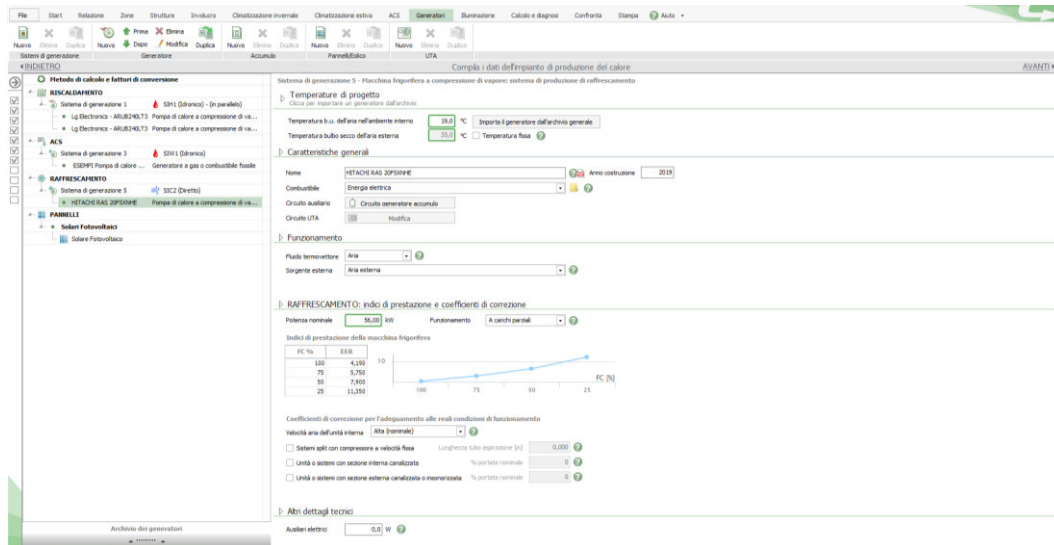 File Start Relazione Zone Strutture Involucro Climatizzazione invernale Climatizzazione estiva ACS Generatori Illuminazione Calcolo e diagnosi Confronta Stampa Aiuto
Nuovo Elimina Duplica Nuovo Prima Dopo Elimina Modifica Duplica Nuovo Elimina Duplica Nuovo Elimina Duplica Nuovo Elimina Duplica
Sistemi di generazione Generatore Accumulo Pannelli/Eolico UTA
INDIETRO Compila i dati dell'impianto di produzione del calore AVANTI
Metodo di calcolo e fattori di conversione
RISCALDAMENTO
Sistema di generazione 1 SIH1 (Idronico) - (in parallelo)
Lg Electronics - ARUB240LT3 Pompa di calore a compressione di va...
Lg Electronics - ARUB240LT3 Pompa di calore a compressione di va...
ACS
Sistema di generazione 3 SIW1 (Idronico)
ESEMPI Pompa di calore ... Generatore a gas o combustibile fossile
RAFFRESCAMENTO
Sistema di generazione 5 SIC2 (Diretto)
HITACHI RAS 20FSXNHE Pompa di calore a compressione di va...
PANNELLI
Solari Fotovoltaici
Solare Fotovoltaico
Archivio dei generatori
Sistema di generazione 5 - Macchina frigorifera a compressione di vapore: sistema di produzione di raffrescamento
Temperature di progetto
Clicca per importare un generatore dall'archivio
Temperatura b.u. dell'aria nell'ambiente interno 19,0 °C Importa il generatore dall'archivio generale
Temperatura bulbo secco dell'aria esterna 35,0 °C Temperatura fissa
Caratteristiche generali
Nome HITACHI RAS 20FSXNHE Anno costruzione 2019
Combustibile Energia elettrica
Circuito ausiliario Circuito generatore accumulo
Circuito UTA Modifica
Funzionamento
Fluido termovettore Aria
Sorgente esterna Aria esterna
RAFFRESCAMENTO: indici di prestazione e coefficienti di correzione
Potenza nominale 56,00 kW Funzionamento A carichi parziali
Indici di prestazione della macchina frigorifera
FC % EER
100 4,190
75 5,750
50 7,900
25 11,350
10
100 75 50 25
FC [%]
Coefficienti di correzione per l'adeguamento alle reali condizioni di funzionamento
Velocità aria dell'unità interna Alta (nominale)
Sistemi split con compressore a velocità fissa Lunghezza tubo aspirazione [m] 0,000
Unità o sistemi con sezione interna canalizzata % portata nominale 0
Unità o sistemi con sezione esterna canalizzata o insonorizzata % portata nominale 0
Altri dettagli tecnici
Ausiliari elettrici 0,0 W